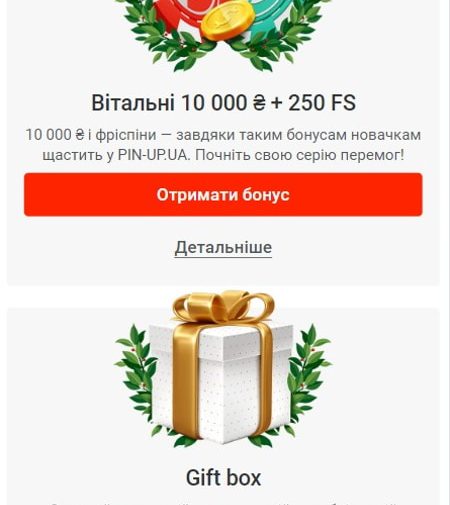 Вітальні 10 000 ₴ + 250 FS
10 000 ₴ і фріспіни — завдяки таким бонусам новачкам
щастить у PIN-UP.UA. Почніть свою серію перемог!
Отримати бонус
Детальніше
Gift box